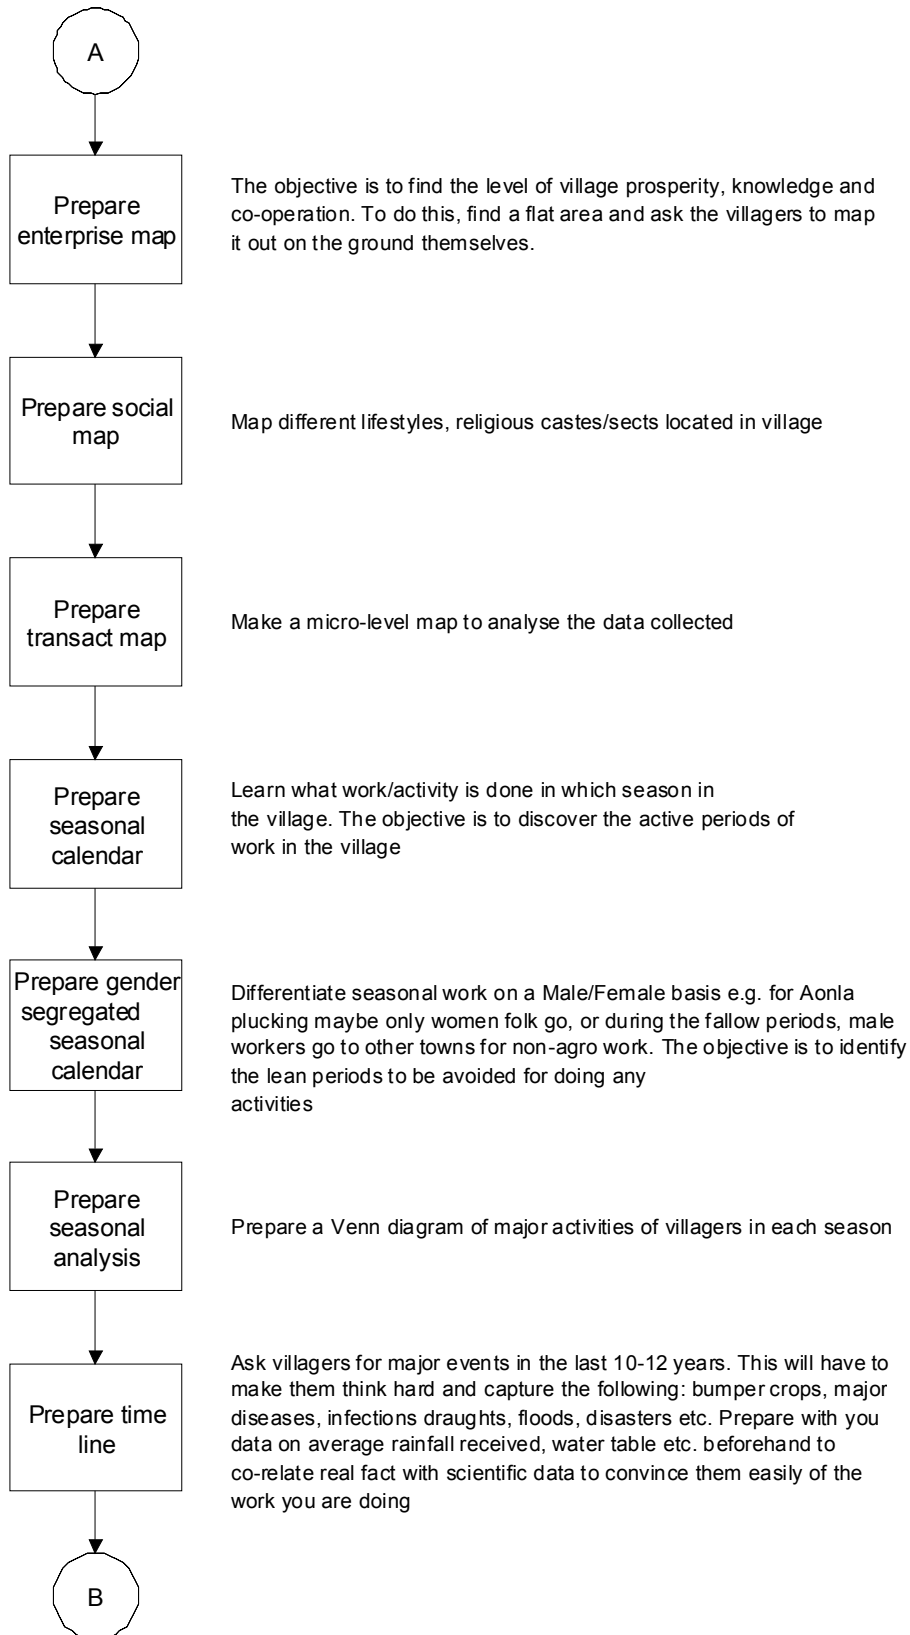 A
Prepare
enterprise map
The objective is to find the level of village prosperity, knowledge and
co-operation. To do this, find a flat area and ask the villagers to map
it out on the ground themselves.
Prepare social
map
Map different lifestyles, religious castes/sects located in village
Prepare
transact map
Make a micro-level map to analyse the data collected
Prepare
seasonal
calendar
Learn what work/activity is done in which season in
the village. The objective is to discover the active periods of
work in the village
Prepare gender
segregated
seasonal
calendar
Differentiate seasonal work on a Male/Female basis e.g. for Aonla
plucking maybe only women folk go, or during the fallow periods, male
workers go to other towns for non-agro work. The objective is to identify
the lean periods to be avoided for doing any
activities
Prepare
seasonal
analysis
Prepare a Venn diagram of major activities of villagers in each season
Prepare time
line
Ask villagers for major events in the last 10-12 years. This will have to
make them think hard and capture the following: bumper crops, major
diseases, infections draughts, floods, disasters etc. Prepare with you
data on average rainfall received, water table etc. beforehand to
co-relate real fact with scientific data to convince them easily of the
work you are doing
B